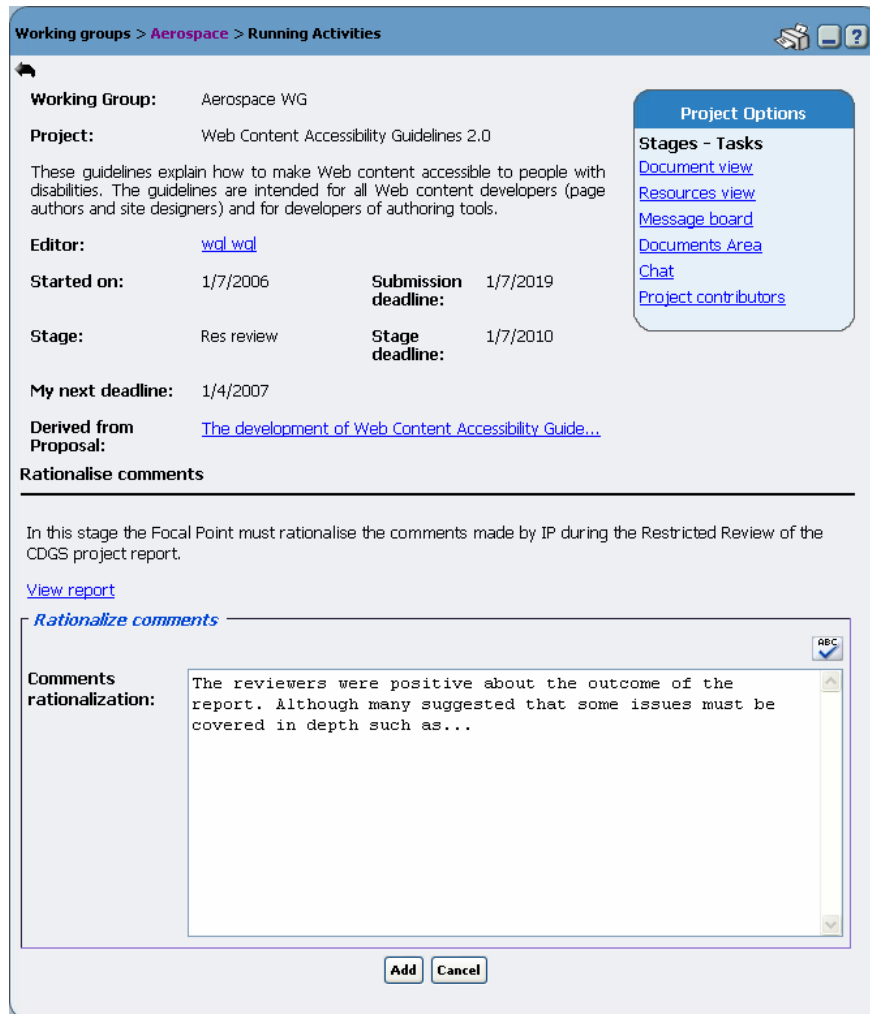 Working groups > Aerospace > Running Activities
?
Working Group: Aerospace WG
Project Options
Project: Web Content Accessibility Guidelines 2.0
Stages - Tasks
These guidelines explain how to make Web content accessible to people with
disabilities. The guidelines are intended for all Web content developers (page
authors and site designers) and for developers of authoring tools.
Document view
Resources view
Message board
Documents Area
Chat
Project contributors
Editor: wgl wgl
Started on: 1/7/2006 Submission deadline: 1/7/2019
Stage: Res review Stage deadline: 1/7/2010
My next deadline: 1/4/2007
Derived from Proposal: The development of Web Content Accessibility Guide...
Rationalise comments
In this stage the Focal Point must rationalise the comments made by IP during the Restricted Review of the
CDGS project report.
View report
Rationalize comments
ABC
Comments rationalization:
The reviewers were positive about the outcome of the
report. Although many suggested that some issues must be
covered in depth such as...
Add Cancel